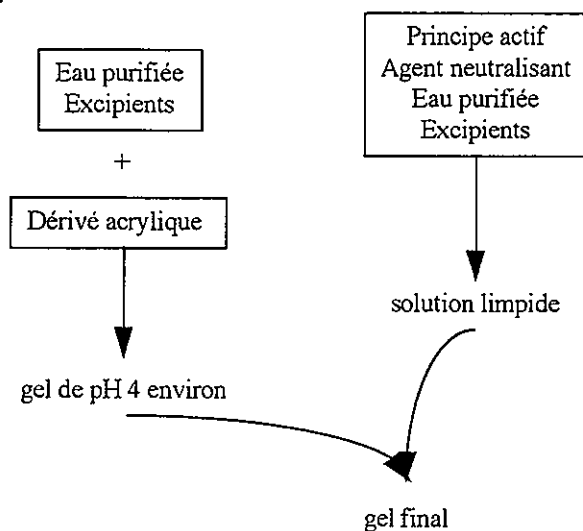 Eau purifiée
Excipients
+
Dérivé acrylique
gel de pH 4 environ
Principe actif
Agent neutralisant
Eau purifiée
Excipients
solution limpide
gel final